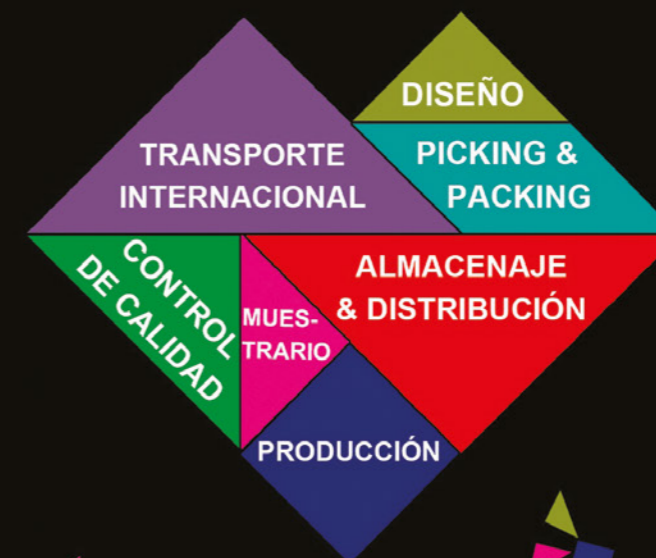 DISEÑO
TRANSPORTE
INTERNACIONAL
PICKING &
PACKING
CONTROL
DE CALIDAD
MUES-
TRARIO
ALMACENAJE
& DISTRIBUCIÓN
PRODUCCIÓN